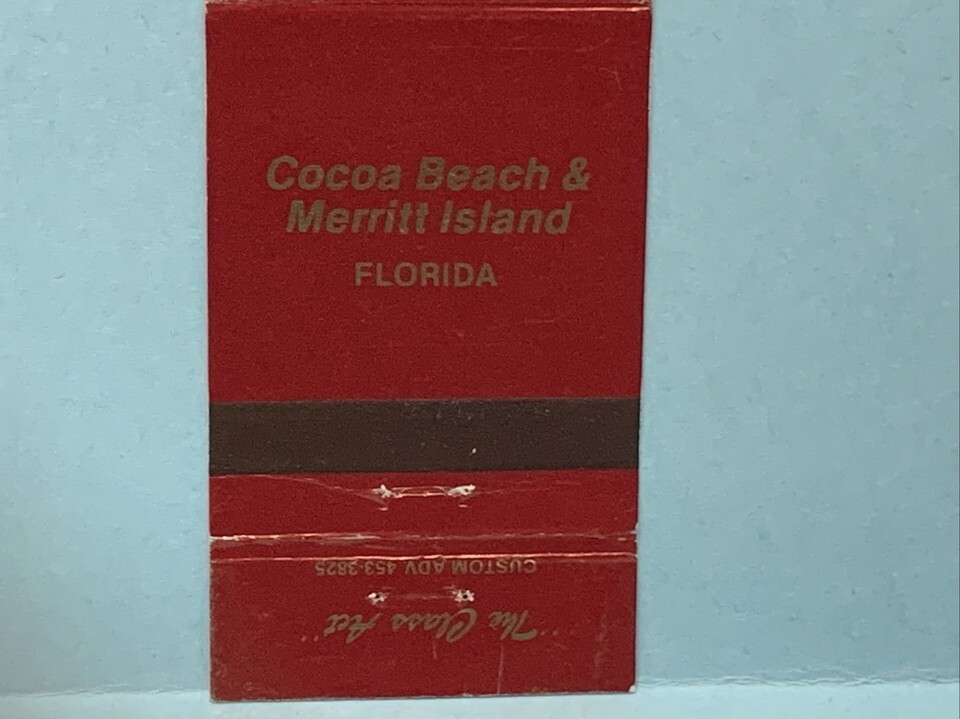 Cocoa Beach &
Merritt Island
FLORIDA
CUSTOM ADV 453-3825
"The Class Act"